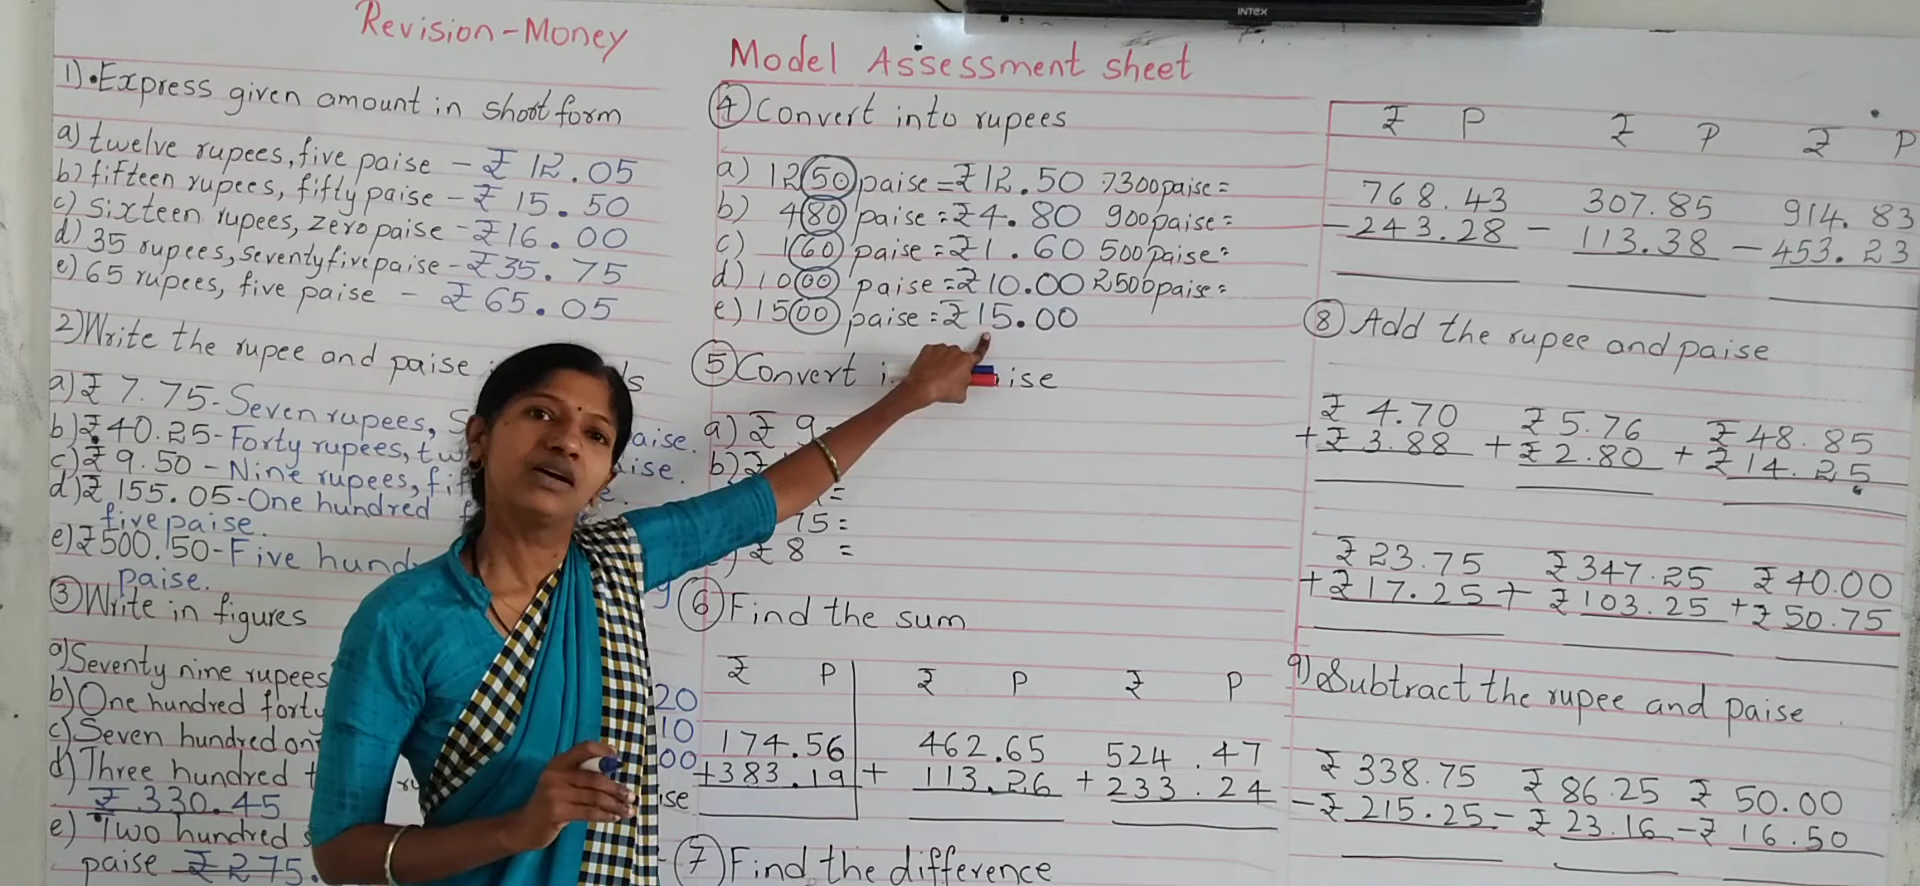 INTEX
Revision-Money
Model Assessment sheet
1) Express given amount in short form
a) twelve rupees, five paise - ₹ 12.05
b) fifteen rupees, fifty paise - ₹ 15.50
c) Sixteen rupees, zero paise - ₹ 16.00
d) 35 rupees, seventyfive paise - ₹ 35.75
e) 65 rupees, five paise - ₹ 65.05
2) Write the rupee and paise
a) ₹ 7.75 - Seven rupees, aise.
b) ₹ 40.25 - Forty rupees, ise.
c) ₹ 9.50 - Nine rupees,
d) ₹ 155.05 - One hundred
five paise.
e) ₹500.50 - Five hund
paise.
3 Write in figures
a) Seventy nine rupees 20
b) One hundred forty 10
c) Seven hundred on 00
d) Three hundred
₹ 330.45 ise
e) Two hundred
paise ₹ 275.
4 Convert into rupees
a) 1250 paise = ₹ 12.50 7300 paise =
b) 480 paise = ₹ 4.80 900 paise =
c) 160 paise = ₹ 1.60 500 paise =
d) 1000 paise = ₹ 10.00 2500 paise =
e) 1500 paise = ₹ 15.00
5 Convert i ise
a) ₹ 9
b) ₹
=
75 =
₹ 8 =
6 Find the sum
₹ P ₹ P ₹ P
174.56 462.65 524.47
+383.19 + 113.26 + 233.24
7 Find the difference
₹ P ₹ P ₹ P
768.43 307.85 914.83
-243.28 - 113.38 - 453.23
8 Add the rupee and paise
₹ 4.70 ₹ 5.76 ₹ 48.85
+ ₹ 3.88 + ₹ 2.80 + ₹ 14.25
₹ 23.75 ₹ 347.25 ₹ 40.00
+ ₹ 17.25 + ₹ 103.25 + ₹ 50.75
9) Subtract the rupee and paise
₹ 338.75 ₹ 86.25 ₹ 50.00
- ₹ 215.25 - ₹ 23.16 - ₹ 16.50